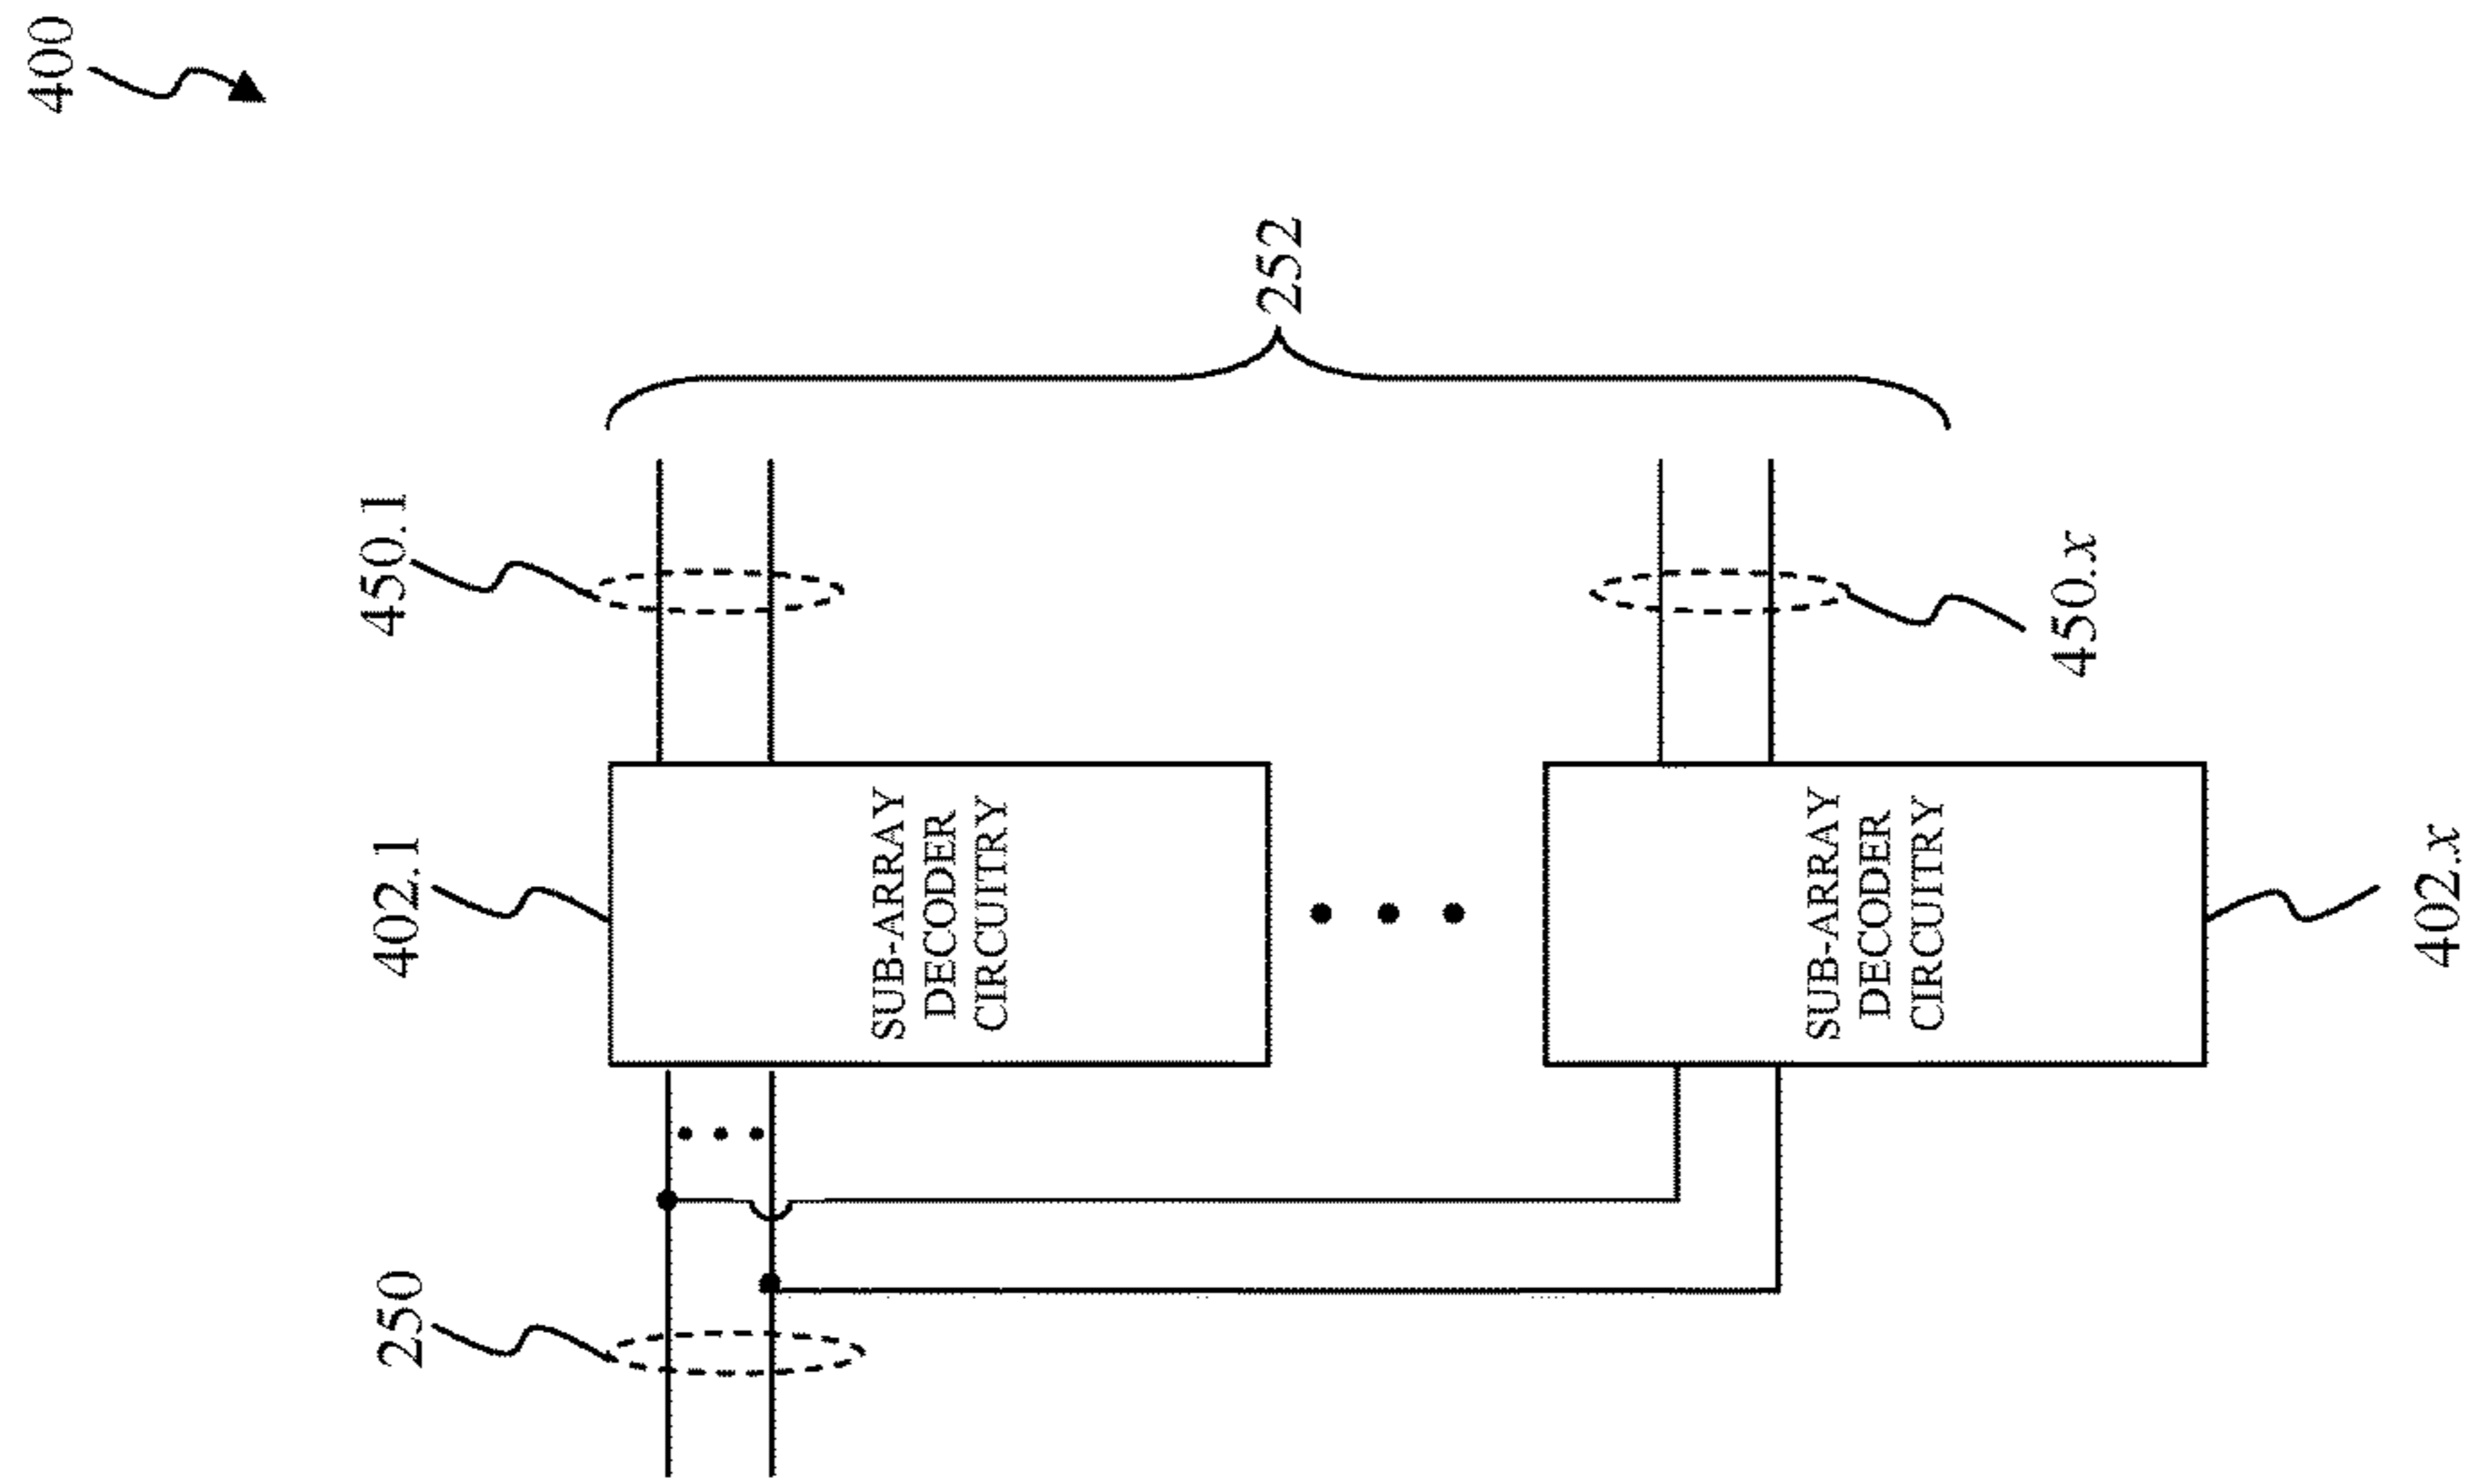 400
250
402.1
450.1
SUB-ARRAY
DECODER
CIRCUITRY
252
SUB-ARRAY
DECODER
CIRCUITRY
450.x
402.x